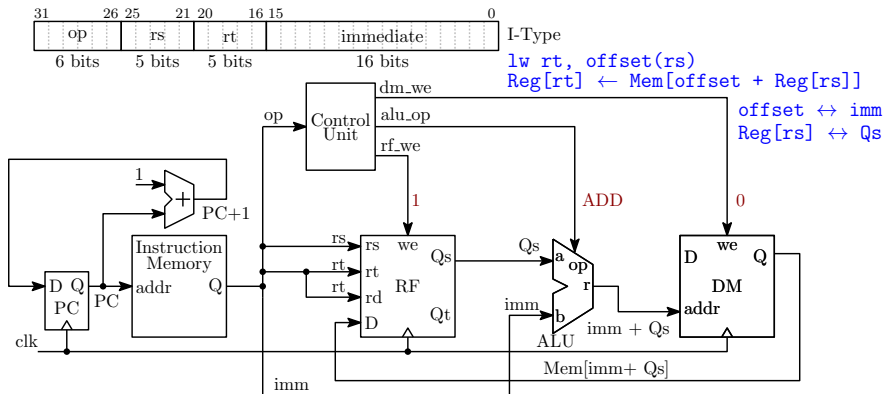 31 26 25 21 20 16 15 0
op rs rt immediate I-Type
6 bits 5 bits 5 bits 16 bits
lw rt, offset(rs)
Reg[rt] ← Mem[offset + Reg[rs]]
offset ↔ imm
Reg[rs] ↔ Qs
op
Control
Unit
dm_we
alu_op
rf_we
1
ADD
0
1
+
PC+1
D Q
PC
PC
clk
Instruction
Memory
addr
Q
rs
rt
rt
rs
rt
rd
D
we
RF
Qs
Qt
Qs
imm
a
op
r
b
ALU
imm + Qs
we
D
Q
DM
addr
Mem[imm+ Qs]
imm